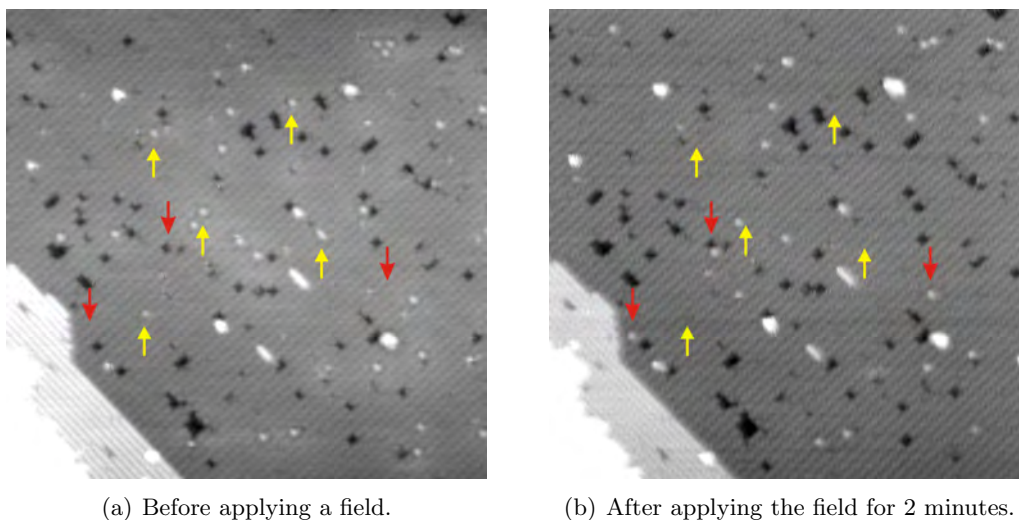 (a) Before applying a field.
(b) After applying the field for 2 minutes.